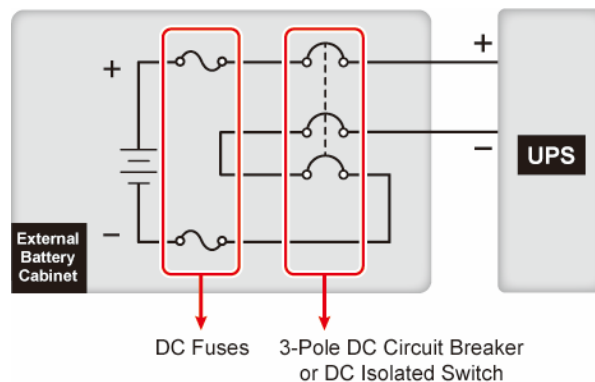 +
+
−
UPS
External
Battery
Cabinet
−
DC Fuses
3-Pole DC Circuit Breaker
or DC Isolated Switch